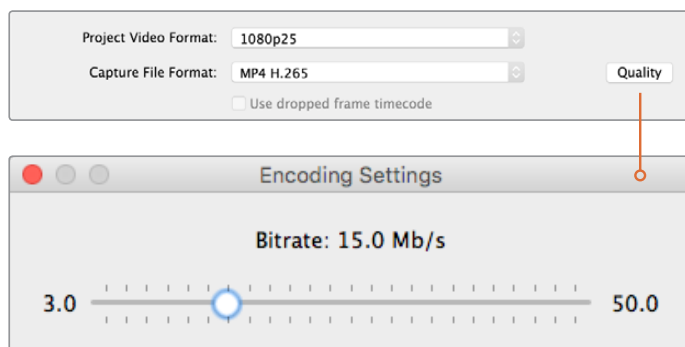 Project Video Format: 1080p25
Capture File Format: MP4 H.265 Quality
Use dropped frame timecode
Encoding Settings
Bitrate: 15.0 Mb/s
3.0 50.0